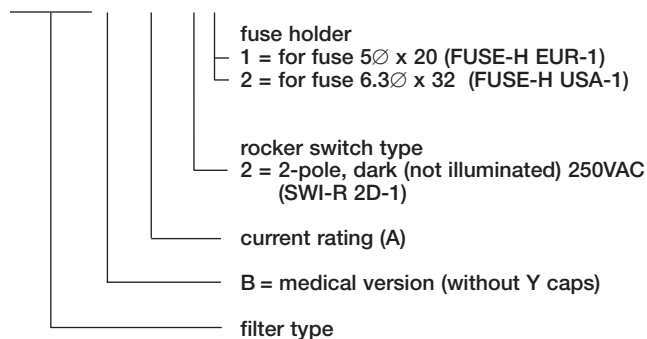 fuse holder
1 = for fuse 5∅ x 20 (FUSE-H EUR-1)
2 = for fuse 6.3∅ x 32 (FUSE-H USA-1)
rocker switch type
2 = 2-pole, dark (not illuminated) 250VAC
(SWI-R 2D-1)
current rating (A)
B = medical version (without Y caps)
filter type